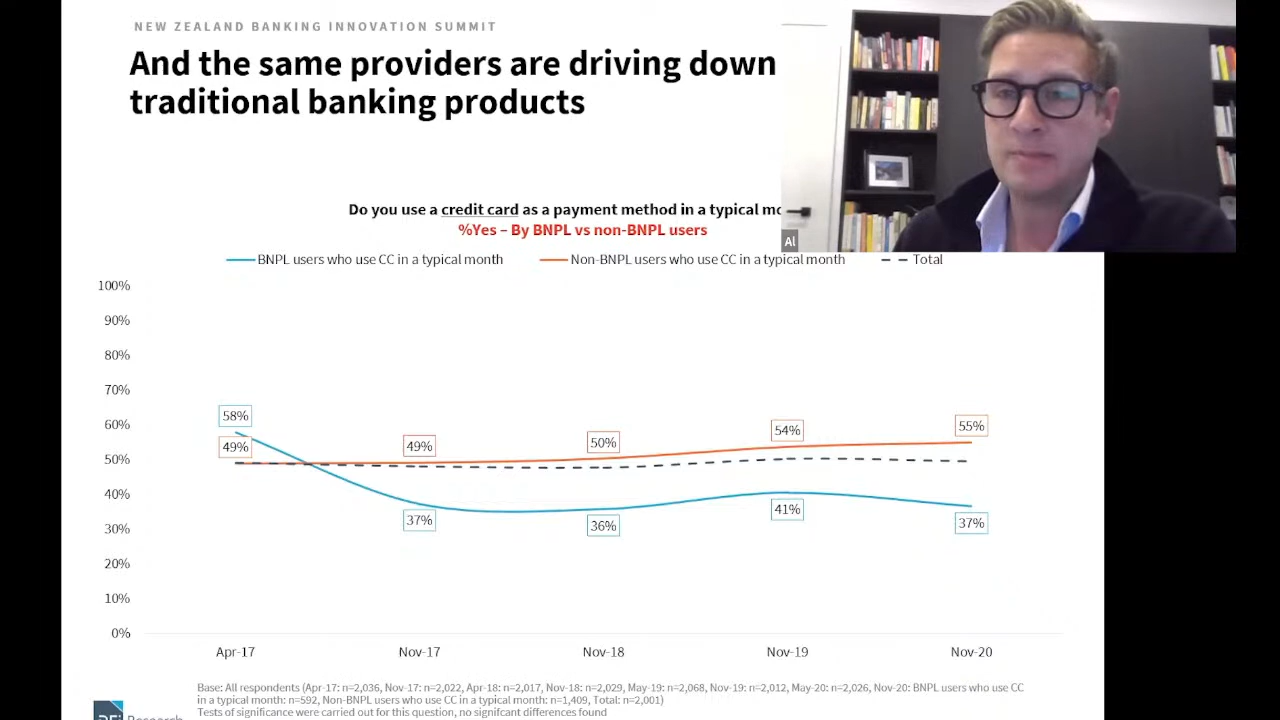 NEW ZEALAND BANKING INNOVATION SUMMIT
And the same providers are driving down
traditional banking products
Do you use a credit card as a payment method in a typical
%Yes – By BNPL vs non-BNPL users
Al
BNPL users who use CC in a typical month
Non-BNPL users who use CC in a typical month
Total
100%
90%
80%
70%
60%
50%
40%
30%
20%
10%
0%
58%
49%
49%
50%
54%
55%
37%
36%
41%
37%
Apr-17 Nov-17 Nov-18 Nov-19 Nov-20
Base: All respondents (Apr-17: n=2,036, Nov-17: n=2,022, Apr-18: n=2,017, Nov-18: n=2,029, May-19: n=2,068, Nov-19: n=2,012, May-20: n=2,026, Nov-20: BNPL users who use CC
in a typical month: n=592, Non-BNPL users who use CC in a typical month: n=1,409, Total: n=2,001)
Tests of significance were carried out for this question, no signifcant differences found
Research